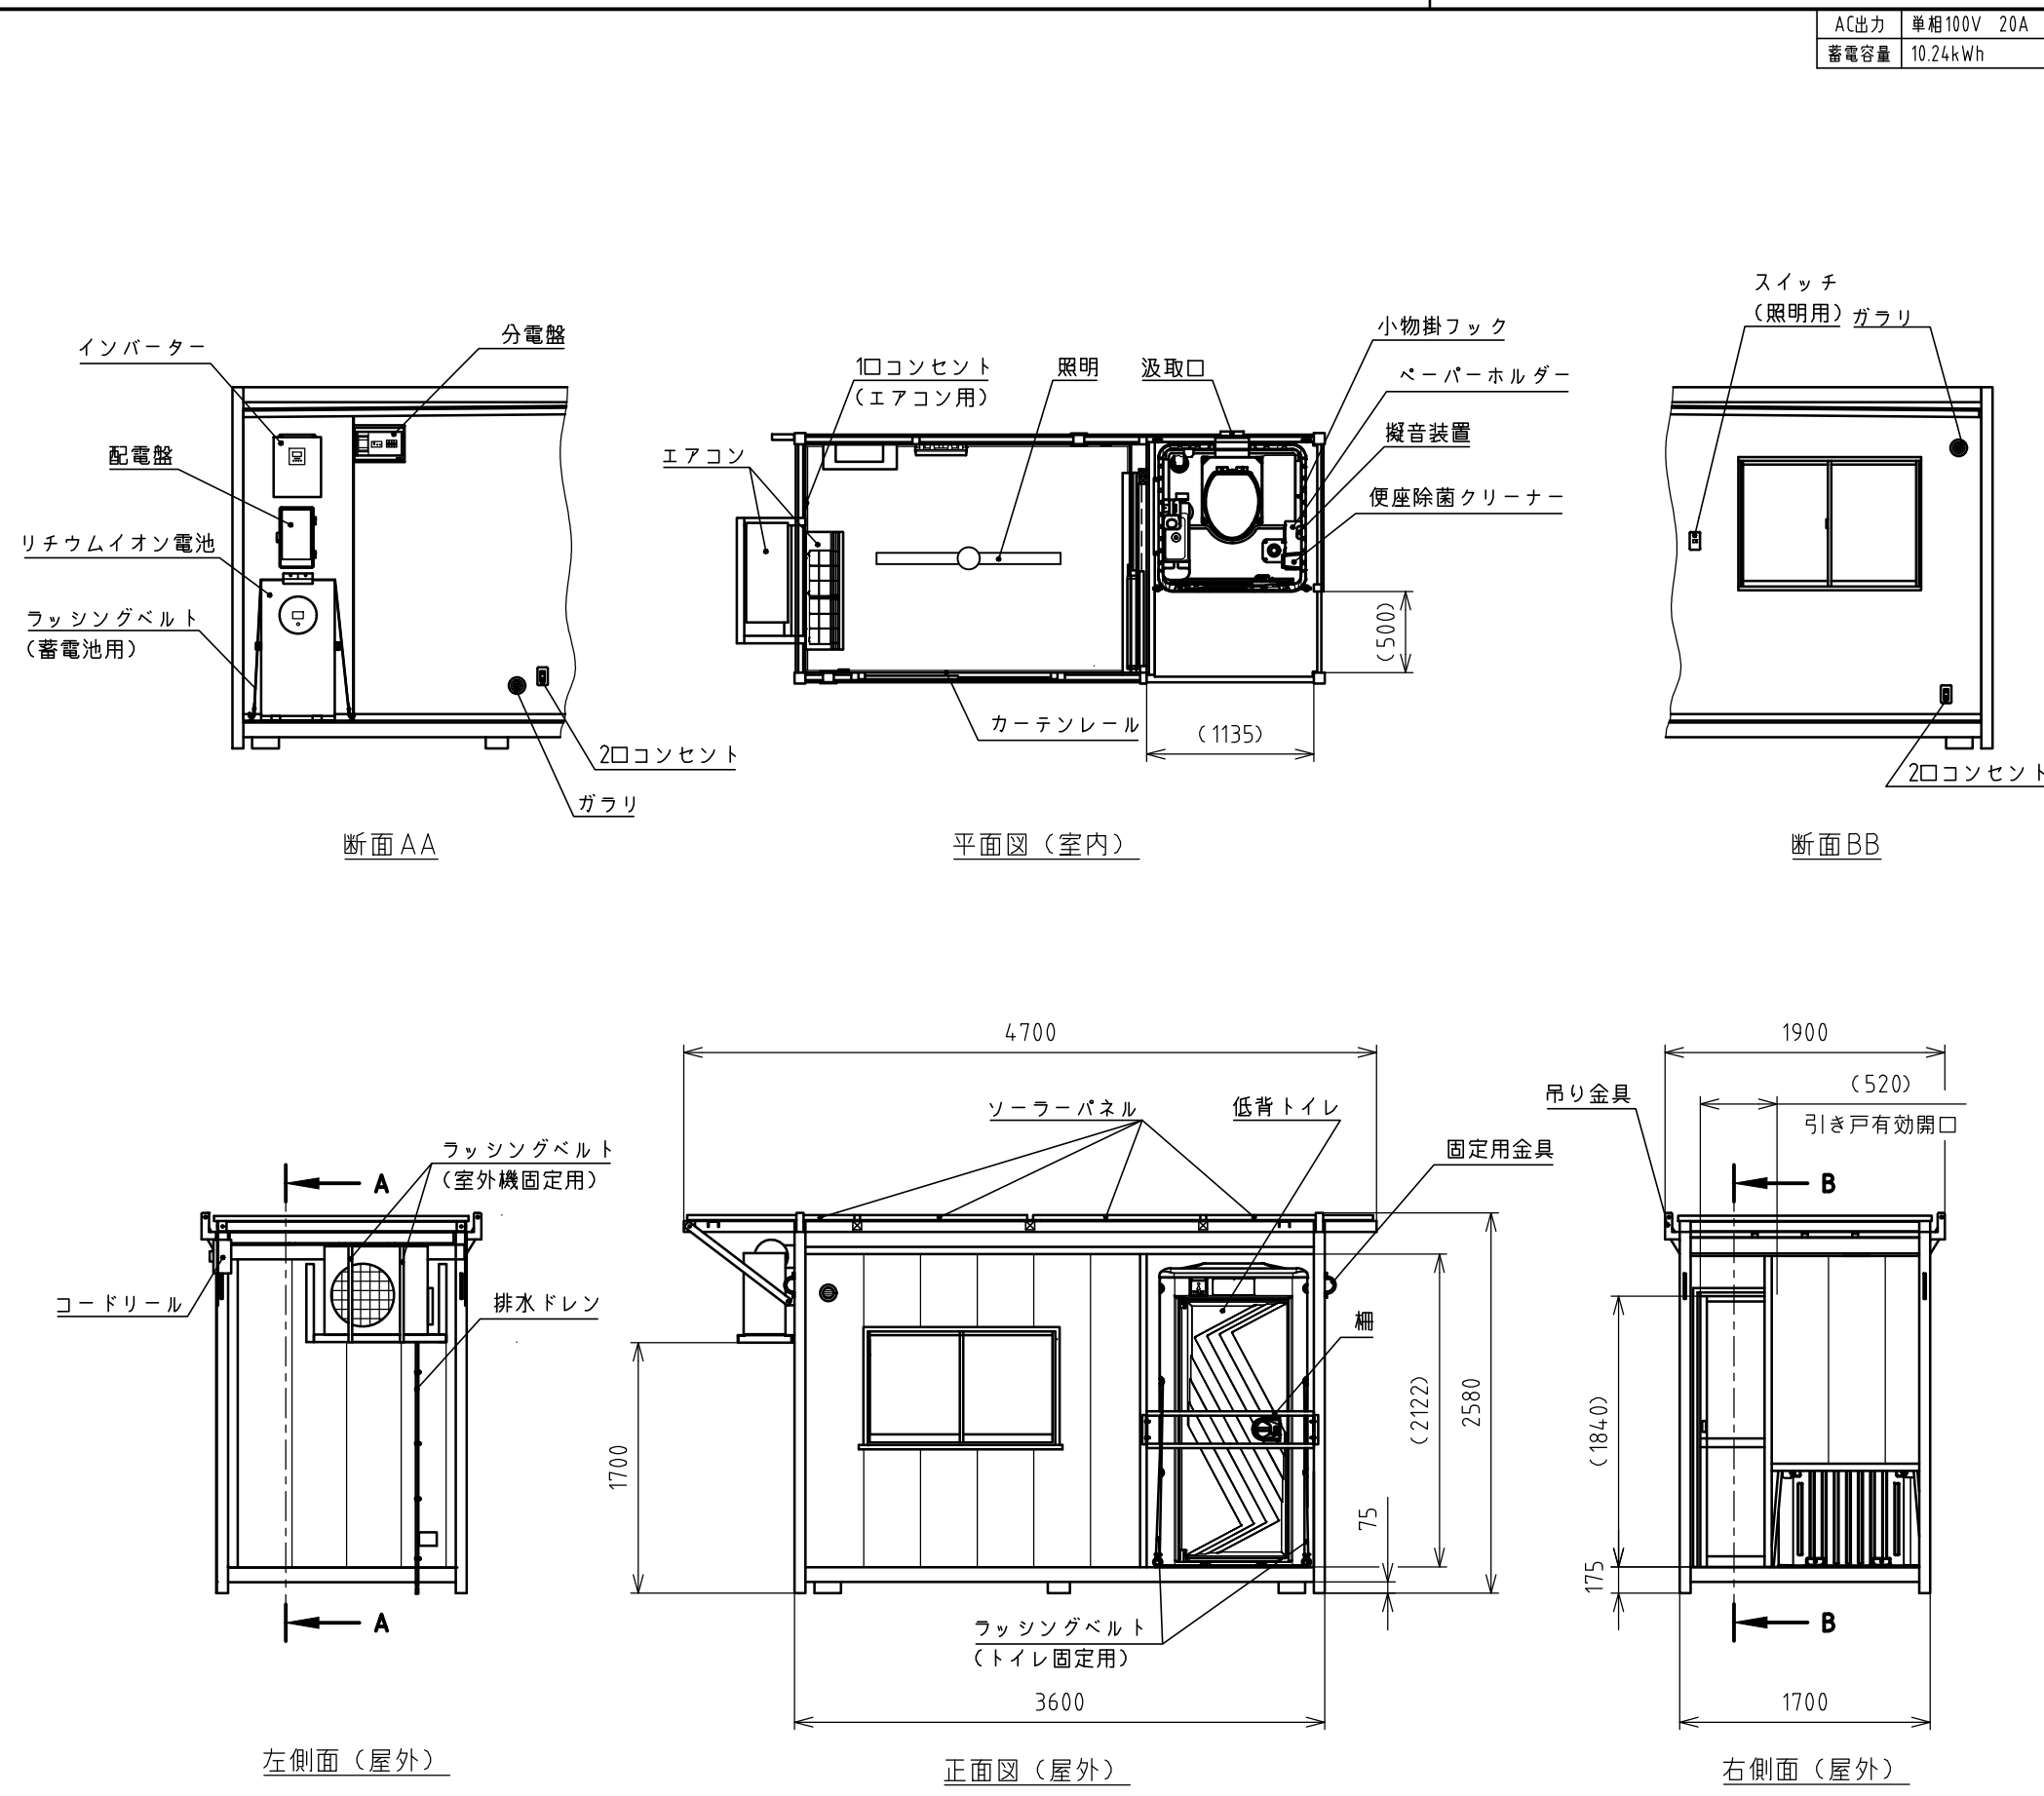 AC出力 単相100V 20A
蓄電容量 10.24kWh
インバーター
分電盤
配電盤
リチウムイオン電池
ラッシングベルト
(蓄電池用)
2口コンセント
ガラリ
断面AA
1口コンセント
(エアコン用)
照明
汲取口
小物掛フック
ペーパーホルダー
擬音装置
便座除菌クリーナー
エアコン
(500)
カーテンレール
(1135)
平面図(室内)
スイッチ
(照明用)
ガラリ
2口コンセント
断面BB
ラッシングベルト
(室外機固定用)
A
コードリール
排水ドレン
A
左側面(屋外)
4700
ソーラーパネル
低背トイレ
固定用金具
柵
1700
(2122)
2580
75
ラッシングベルト
(トイレ固定用)
3600
正面図(屋外)
1900
(520)
引き戸有効開口
吊り金具
B
(1840)
175
B
1700
右側面(屋外)